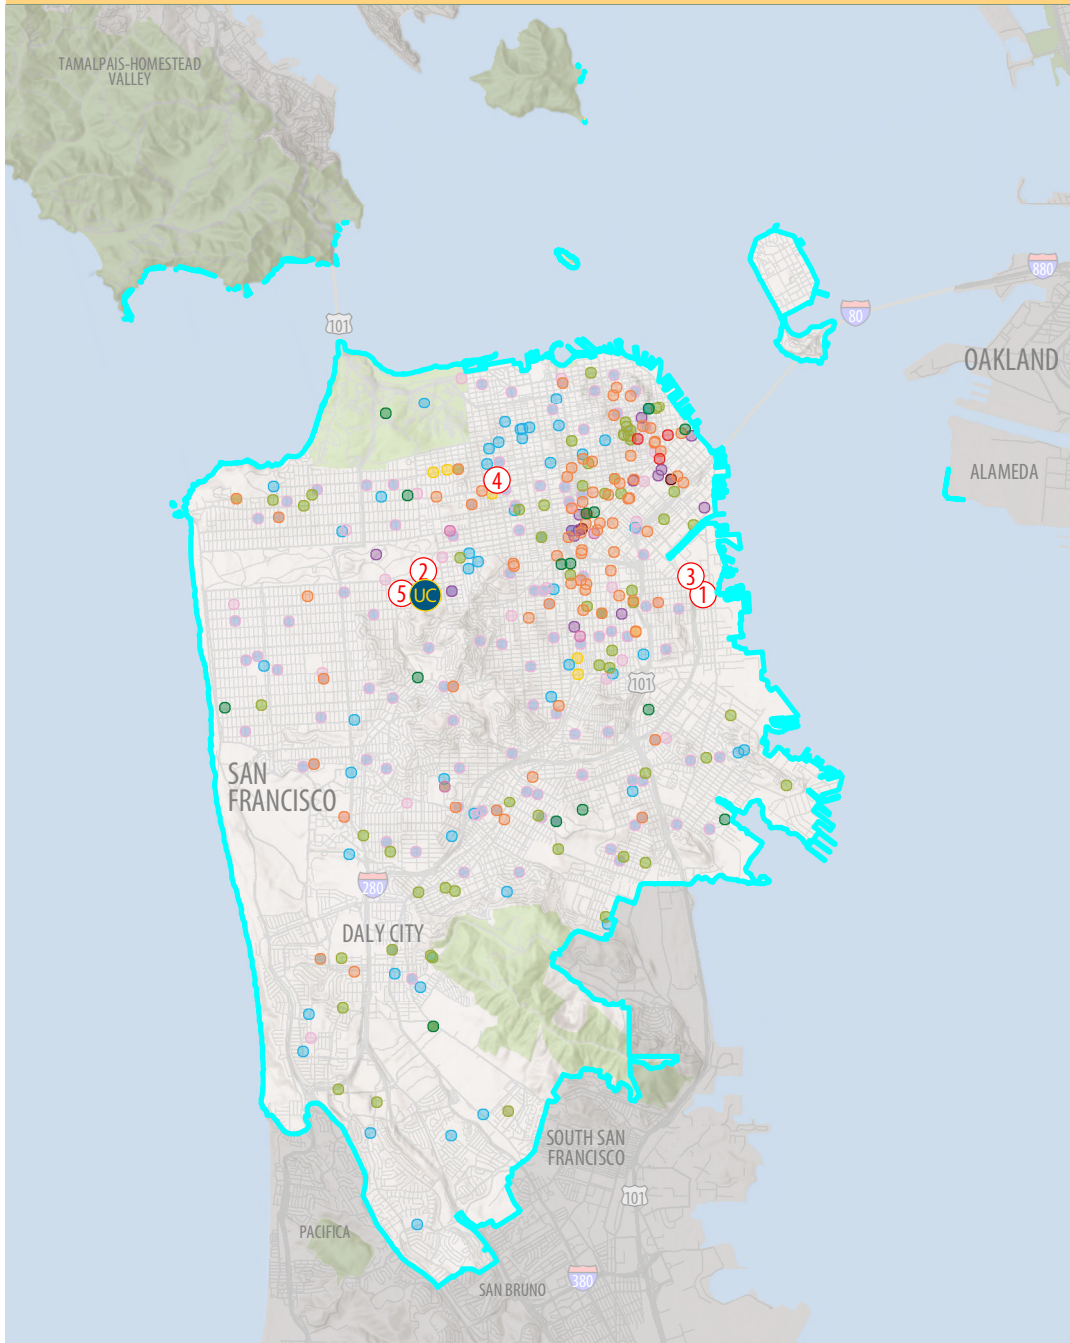 TAMALPAIS-HOMESTEAD
VALLEY
880
80
101
OAKLAND
ALAMEDA
4
2
3
5
UC
1
101
SAN
FRANCISCO
280
DALY CITY
SOUTH SAN
FRANCISCO
101
PACIFICA
380
SAN BRUNO